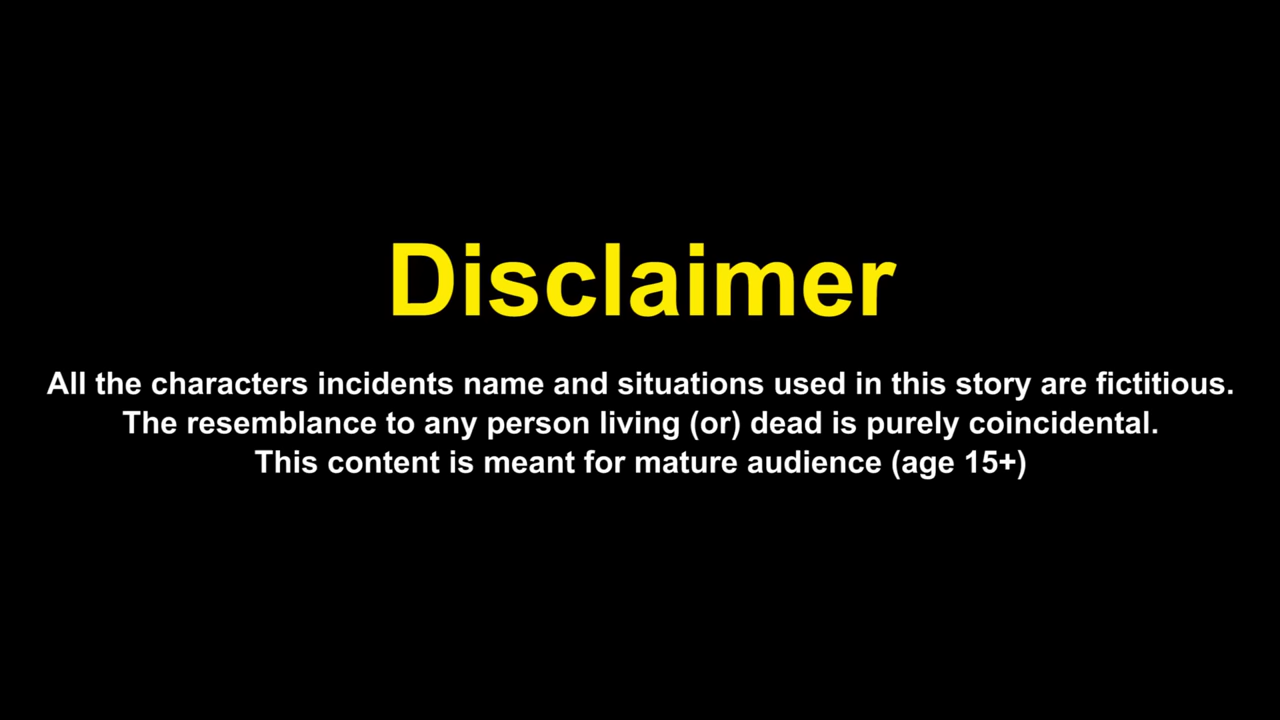 Disclaimer
All the characters incidents name and situations used in this story are fictitious.
The resemblance to any person living (or) dead is purely coincidental.
This content is meant for mature audience (age 15+)